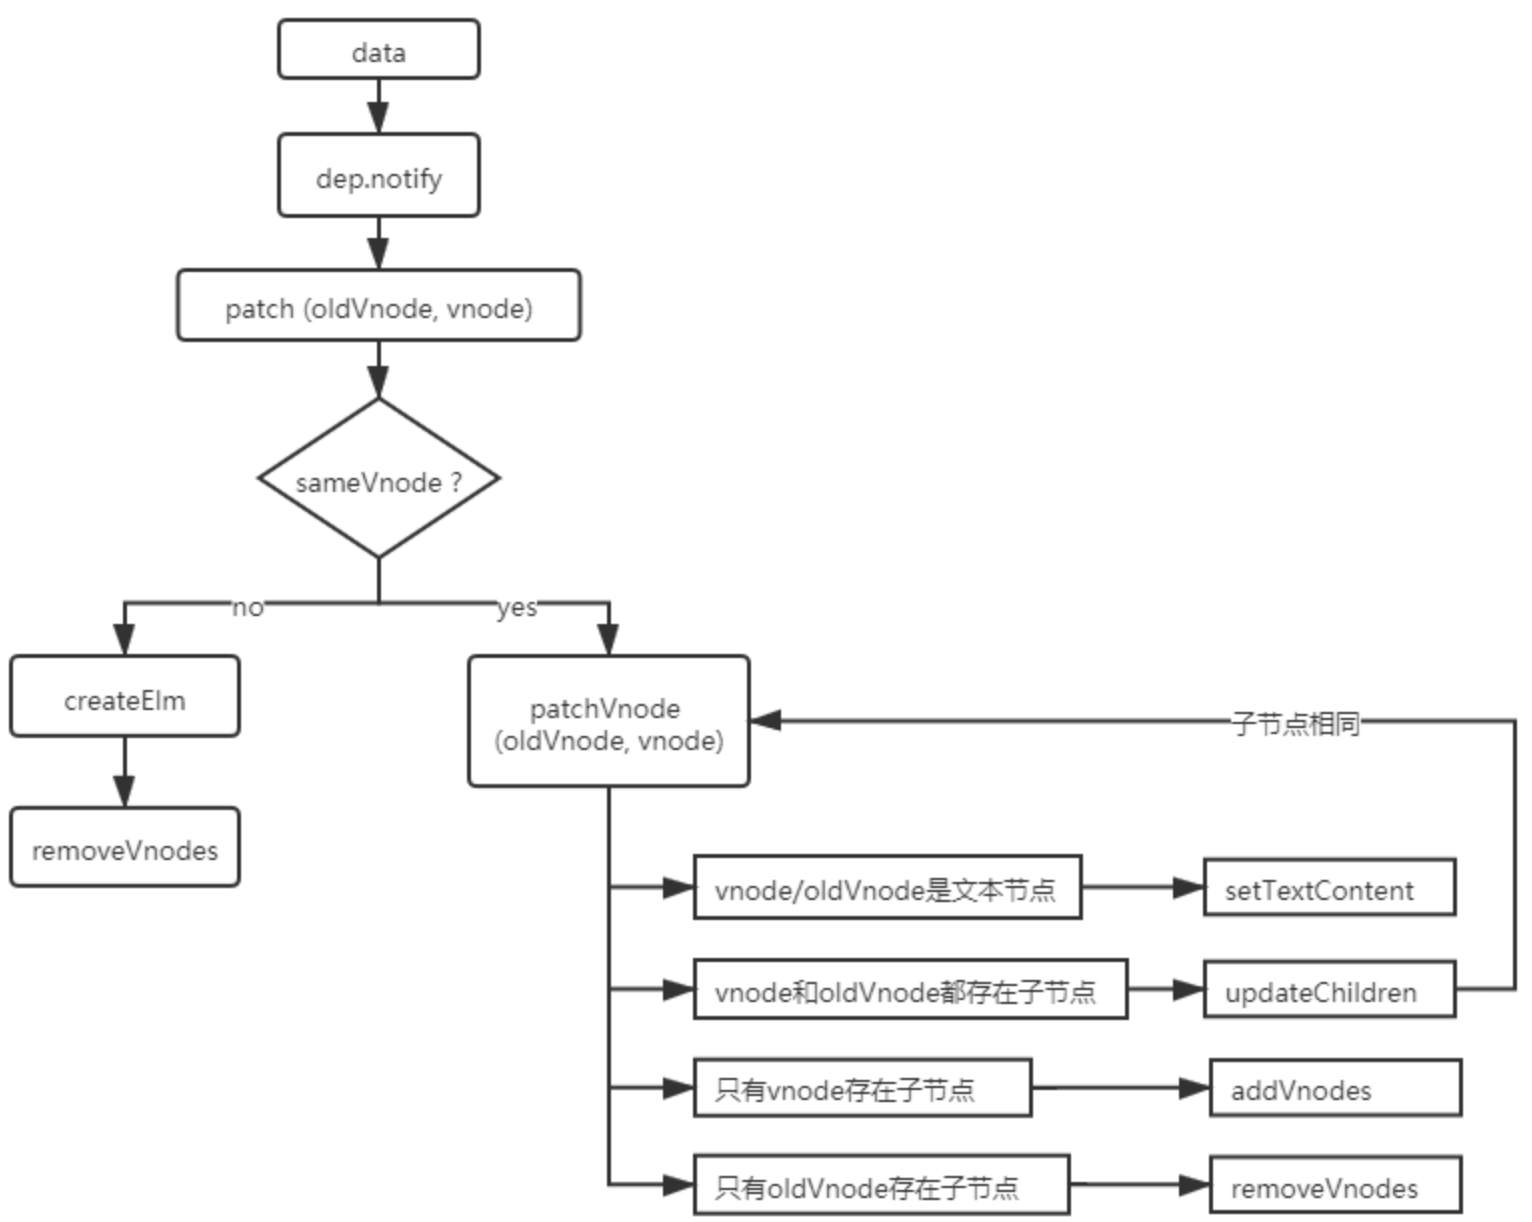 data
dep.notify
patch (oldVnode, vnode)
sameVnode ?
no
yes
createElm
removeVnodes
patchVnode
(oldVnode, vnode)
子节点相同
vnode/oldVnode是文本节点
setTextContent
vnode和oldVnode都存在子节点
updateChildren
只有vnode存在子节点
addVnodes
只有oldVnode存在子节点
removeVnodes